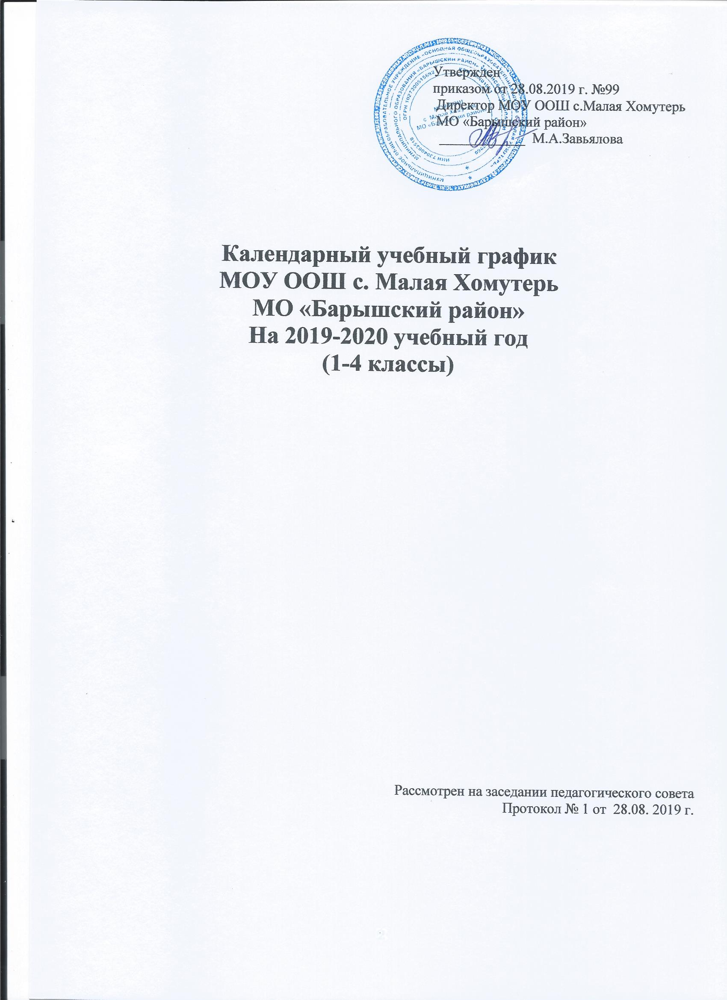 Утвержден
приказом от 28.08.2019 г. №99
Директор МОУ ООШ с.Малая Хомутерь
МО «Барышский район»
____________ М.А.Завьялова
Календарный учебный график
МОУ ООШ с. Малая Хомутерь
МО «Барышский район»
На 2019-2020 учебный год
(1-4 классы)
Рассмотрен на заседании педагогического совета
Протокол № 1 от 28.08. 2019 г.